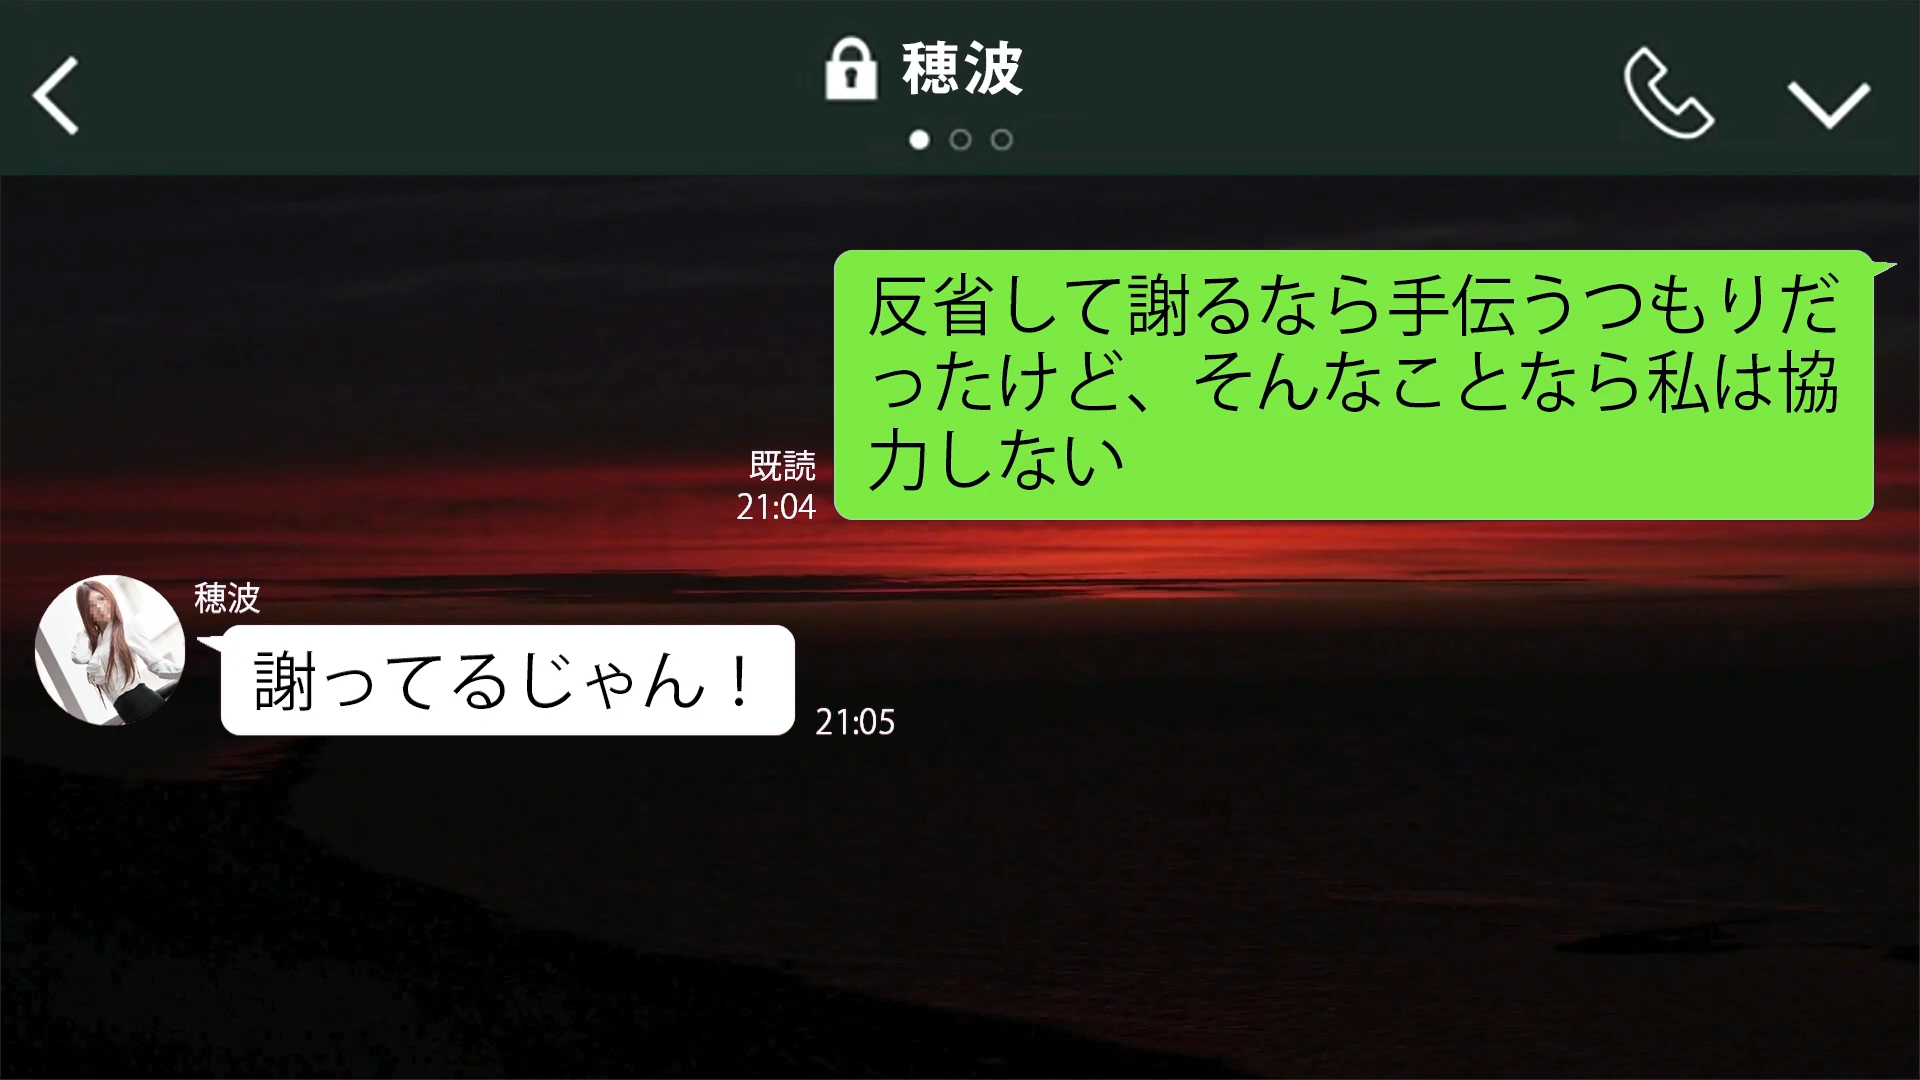 穂波
反省して謝るなら手伝うつもりだ
ったけど、そんなことなら私は協
力しない
既読
21:04
穂波
謝ってるじゃん！
21:05